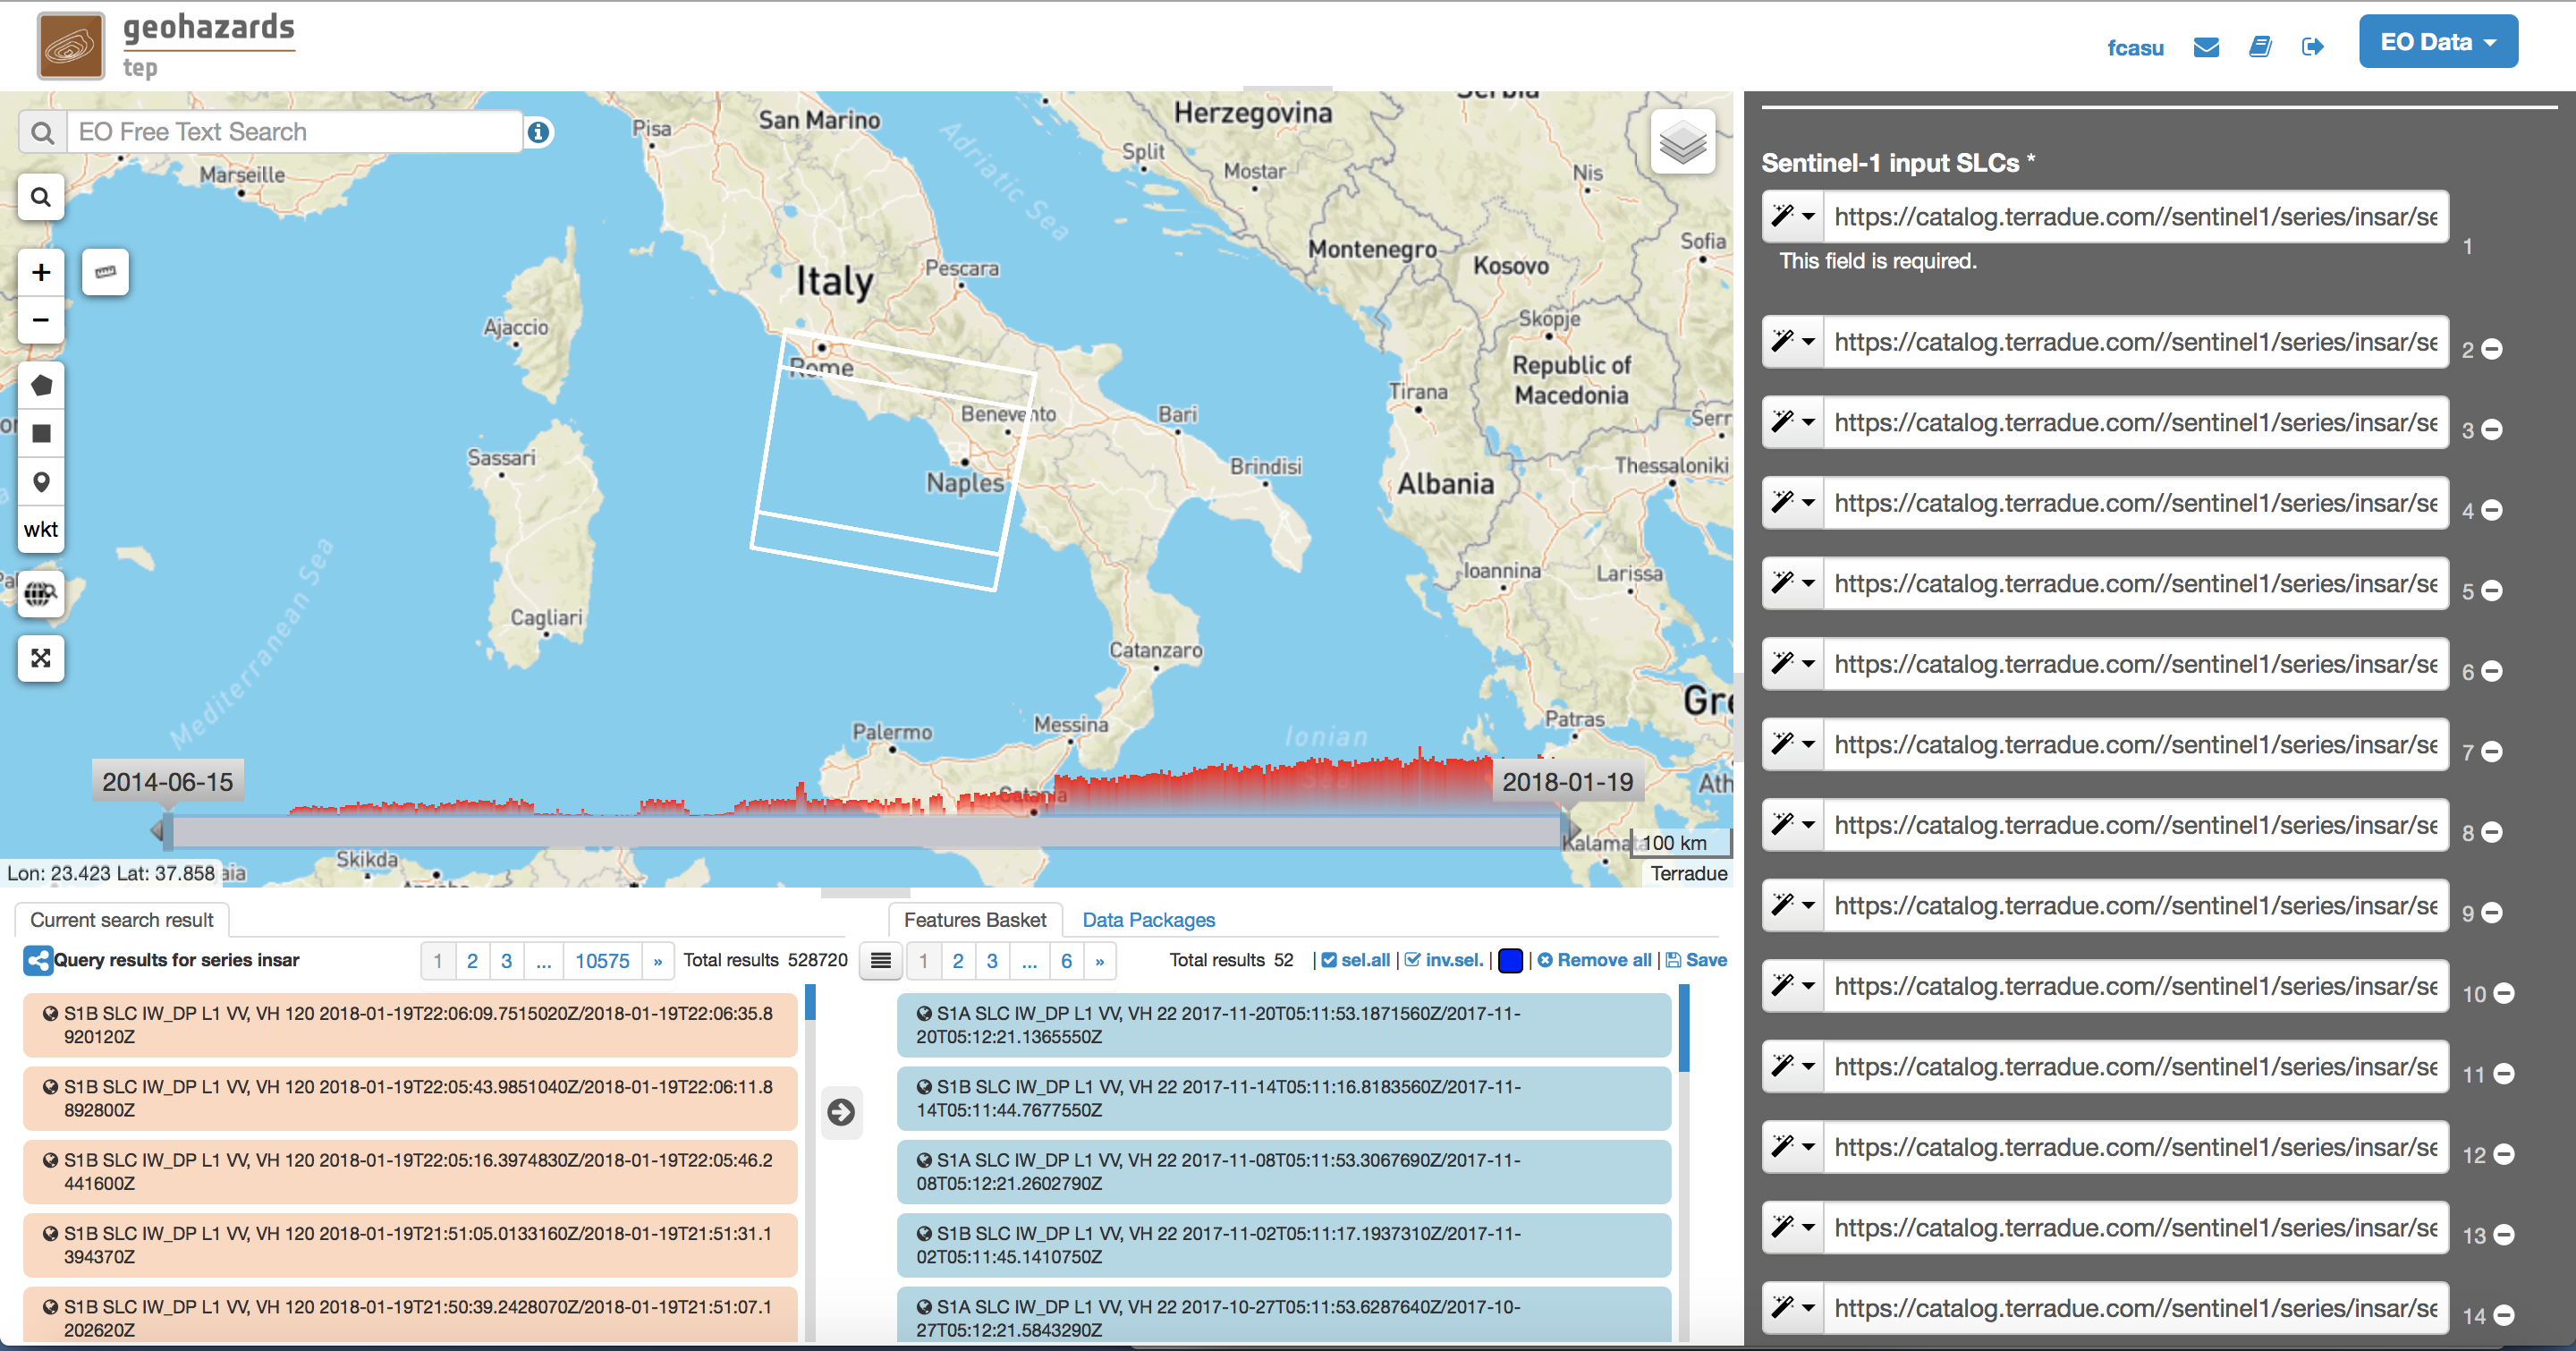 geohazards
tep
fcasu
EO Data
EO Free Text Search
wkt
Pisa
San Marino
Herzegovina
Marseille
Adriatic Sea
Split
Mostar
Nis
Sofia
Montenegro
Kosovo
Italy
Pescara
Ajaccio
Skopje
Rome
Republic of
Macedonia
Tirana
Benevento
Bari
Sassari
Naples
Brindisi
Albania
Thessaloniki
Mediterranean Sea
Ioannina
Larissa
Cagliari
Catanzaro
Palermo
Messina
Ionian
Sea
Patras
Catania
2014-06-15
2018-01-19
100 km
Skikda
Lon: 23.423 Lat: 37.858
Terradue
Current search result
Query results for series insar
1 2 3 ... 10575 »
Total results 528720
S1B SLC IW_DP L1 VV, VH 120 2018-01-19T22:06:09.7515020Z/2018-01-19T22:06:35.8
920120Z
S1B SLC IW_DP L1 VV, VH 120 2018-01-19T22:05:43.9851040Z/2018-01-19T22:06:11.8
892800Z
S1B SLC IW_DP L1 VV, VH 120 2018-01-19T22:05:16.3974830Z/2018-01-19T22:05:46.2
441600Z
S1B SLC IW_DP L1 VV, VH 120 2018-01-19T21:51:05.0133160Z/2018-01-19T21:51:31.1
394370Z
S1B SLC IW_DP L1 VV, VH 120 2018-01-19T21:50:39.2428070Z/2018-01-19T21:51:07.1
202620Z
Features Basket
Data Packages
1 2 3 ... 6 »
Total results 52 | sel.all | inv.sel. | | Remove all | Save
S1A SLC IW_DP L1 VV, VH 22 2017-11-20T05:11:53.1871560Z/2017-11-
20T05:12:21.1365550Z
S1B SLC IW_DP L1 VV, VH 22 2017-11-14T05:11:16.8183560Z/2017-11-
14T05:11:44.7677550Z
S1A SLC IW_DP L1 VV, VH 22 2017-11-08T05:11:53.3067690Z/2017-11-
08T05:12:21.2602790Z
S1B SLC IW_DP L1 VV, VH 22 2017-11-02T05:11:17.1937310Z/2017-11-
02T05:11:45.1410750Z
S1A SLC IW_DP L1 VV, VH 22 2017-10-27T05:11:53.6287640Z/2017-10-
27T05:12:21.5843290Z
Sentinel-1 input SLCs *
https://catalog.terradue.com//sentinel1/series/insar/se 1
This field is required.
https://catalog.terradue.com//sentinel1/series/insar/se 2
https://catalog.terradue.com//sentinel1/series/insar/se 3
https://catalog.terradue.com//sentinel1/series/insar/se 4
https://catalog.terradue.com//sentinel1/series/insar/se 5
https://catalog.terradue.com//sentinel1/series/insar/se 6
https://catalog.terradue.com//sentinel1/series/insar/se 7
https://catalog.terradue.com//sentinel1/series/insar/se 8
https://catalog.terradue.com//sentinel1/series/insar/se 9
https://catalog.terradue.com//sentinel1/series/insar/se 10
https://catalog.terradue.com//sentinel1/series/insar/se 11
https://catalog.terradue.com//sentinel1/series/insar/se 12
https://catalog.terradue.com//sentinel1/series/insar/se 13
https://catalog.terradue.com//sentinel1/series/insar/se 14